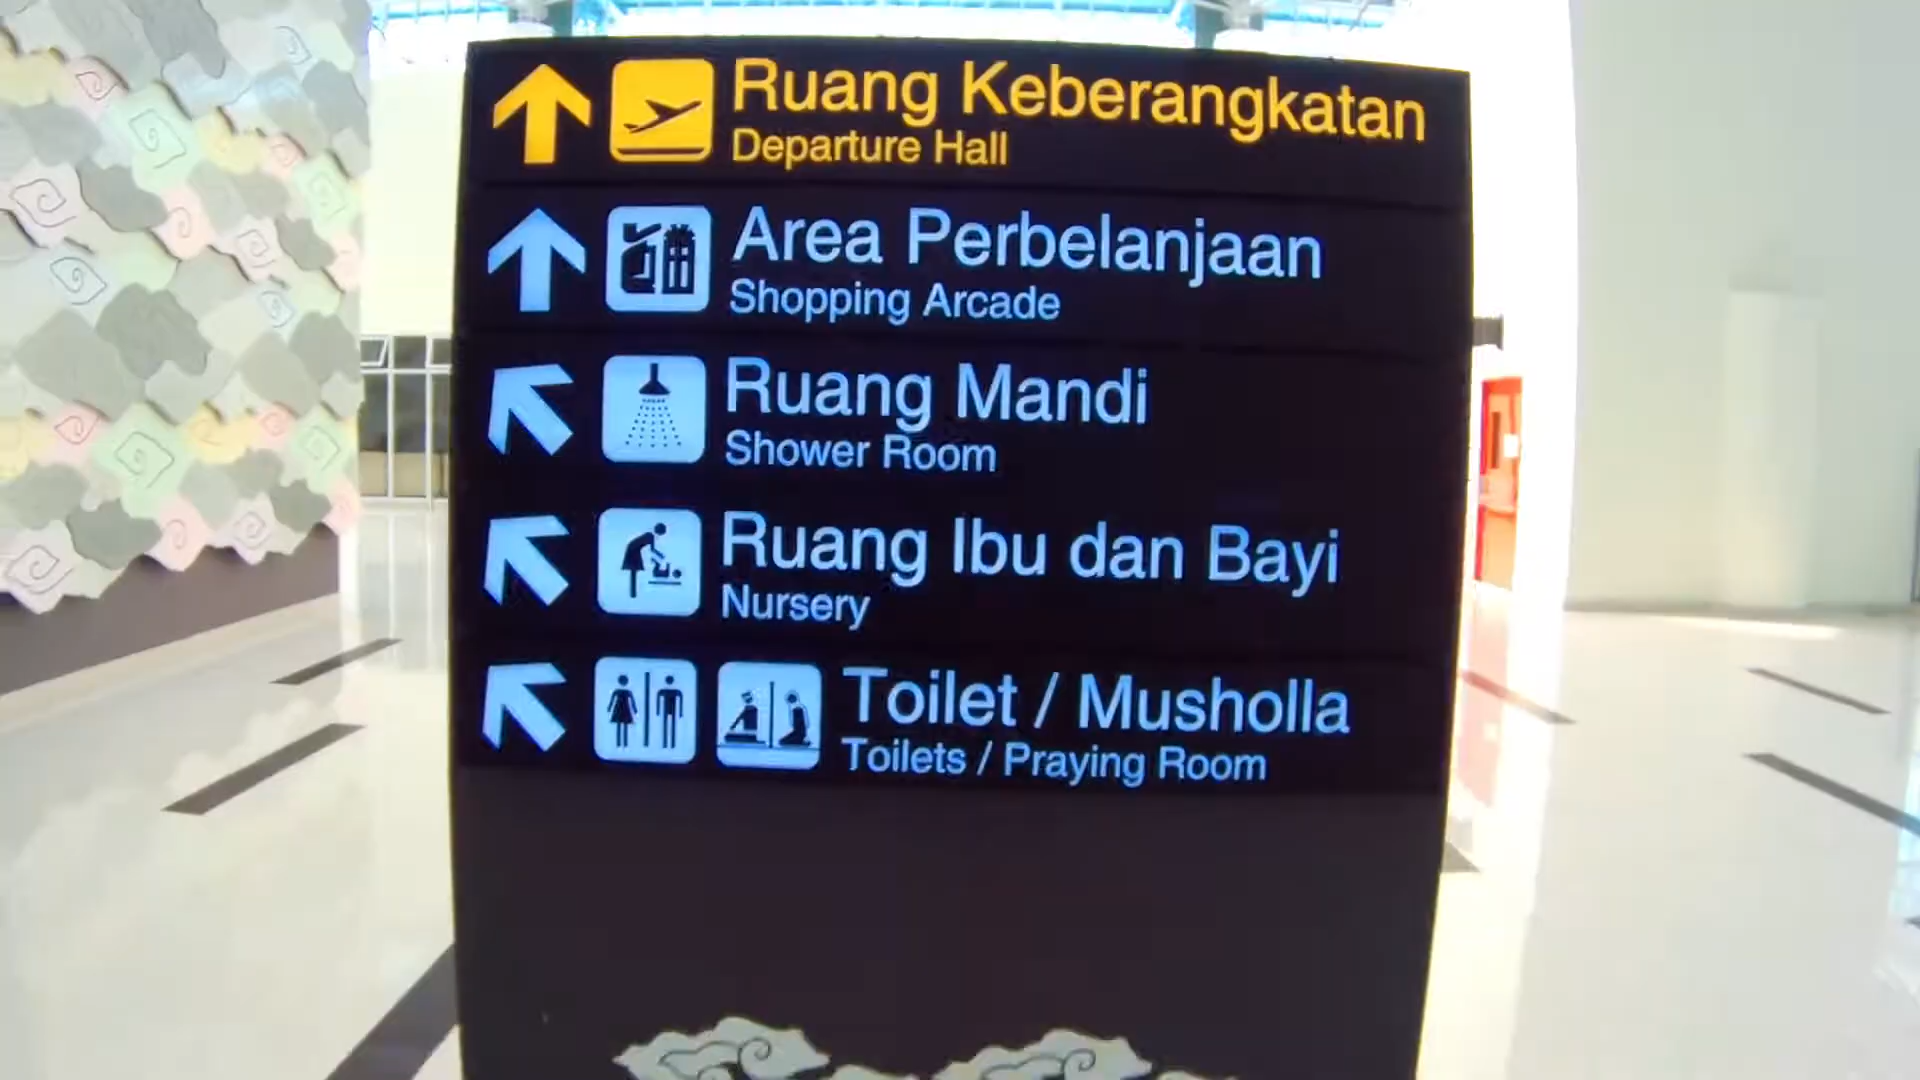 Ruang Keberangkatan
Departure Hall
Area Perbelanjaan
Shopping Arcade
Ruang Mandi
Shower Room
Ruang Ibu dan Bayi
Nursery
Toilet / Musholla
Toilets / Praying Room